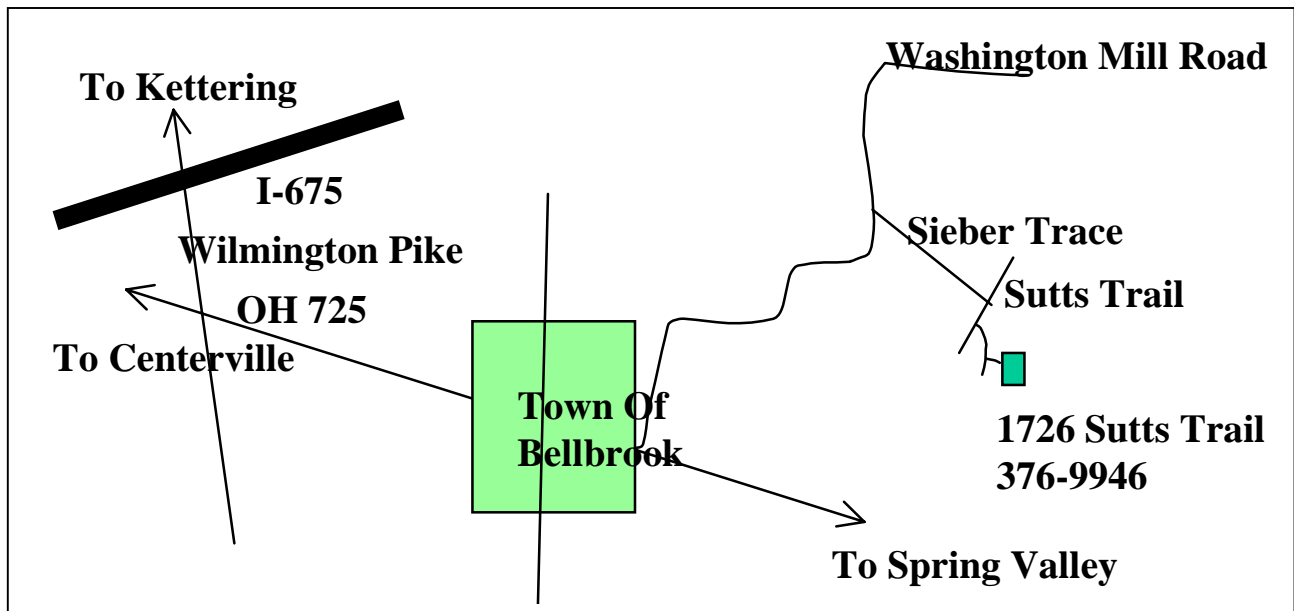 Washington Mill Road
To Kettering
I-675
Sieber Trace
Wilmington Pike
Sutts Trail
OH 725
To Centerville
Town Of
Bellbrook
1726 Sutts Trail
376-9946
To Spring Valley